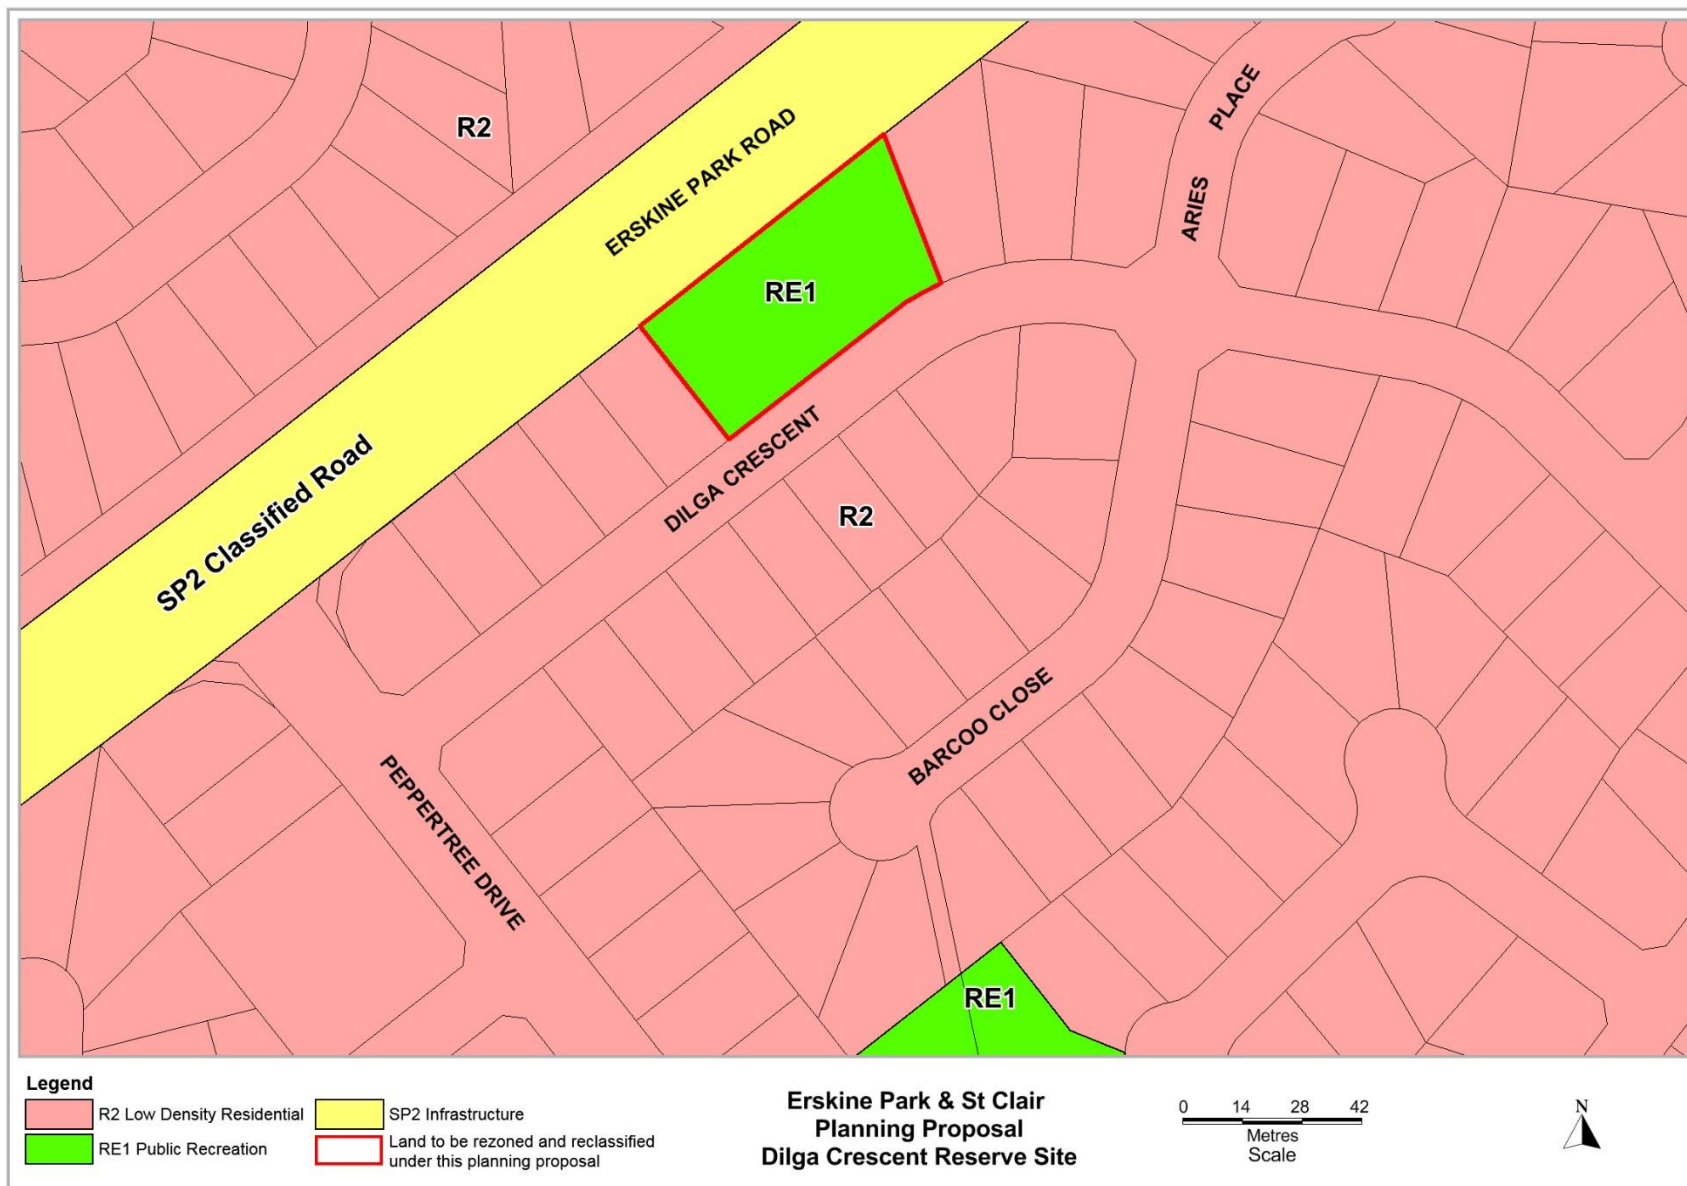 R2
ERSKINE PARK ROAD
PLACE
ARIES
RE1
SP2 Classified Road
DILGA CRESCENT
R2
BARCOO CLOSE
PEPPERTREE DRIVE
RE1
Legend
R2 Low Density Residential
SP2 Infrastructure
RE1 Public Recreation
Land to be rezoned and reclassified
under this planning proposal
Erskine Park & St Clair
Planning Proposal
Dilga Crescent Reserve Site
0 14 28 42
Metres
Scale
N